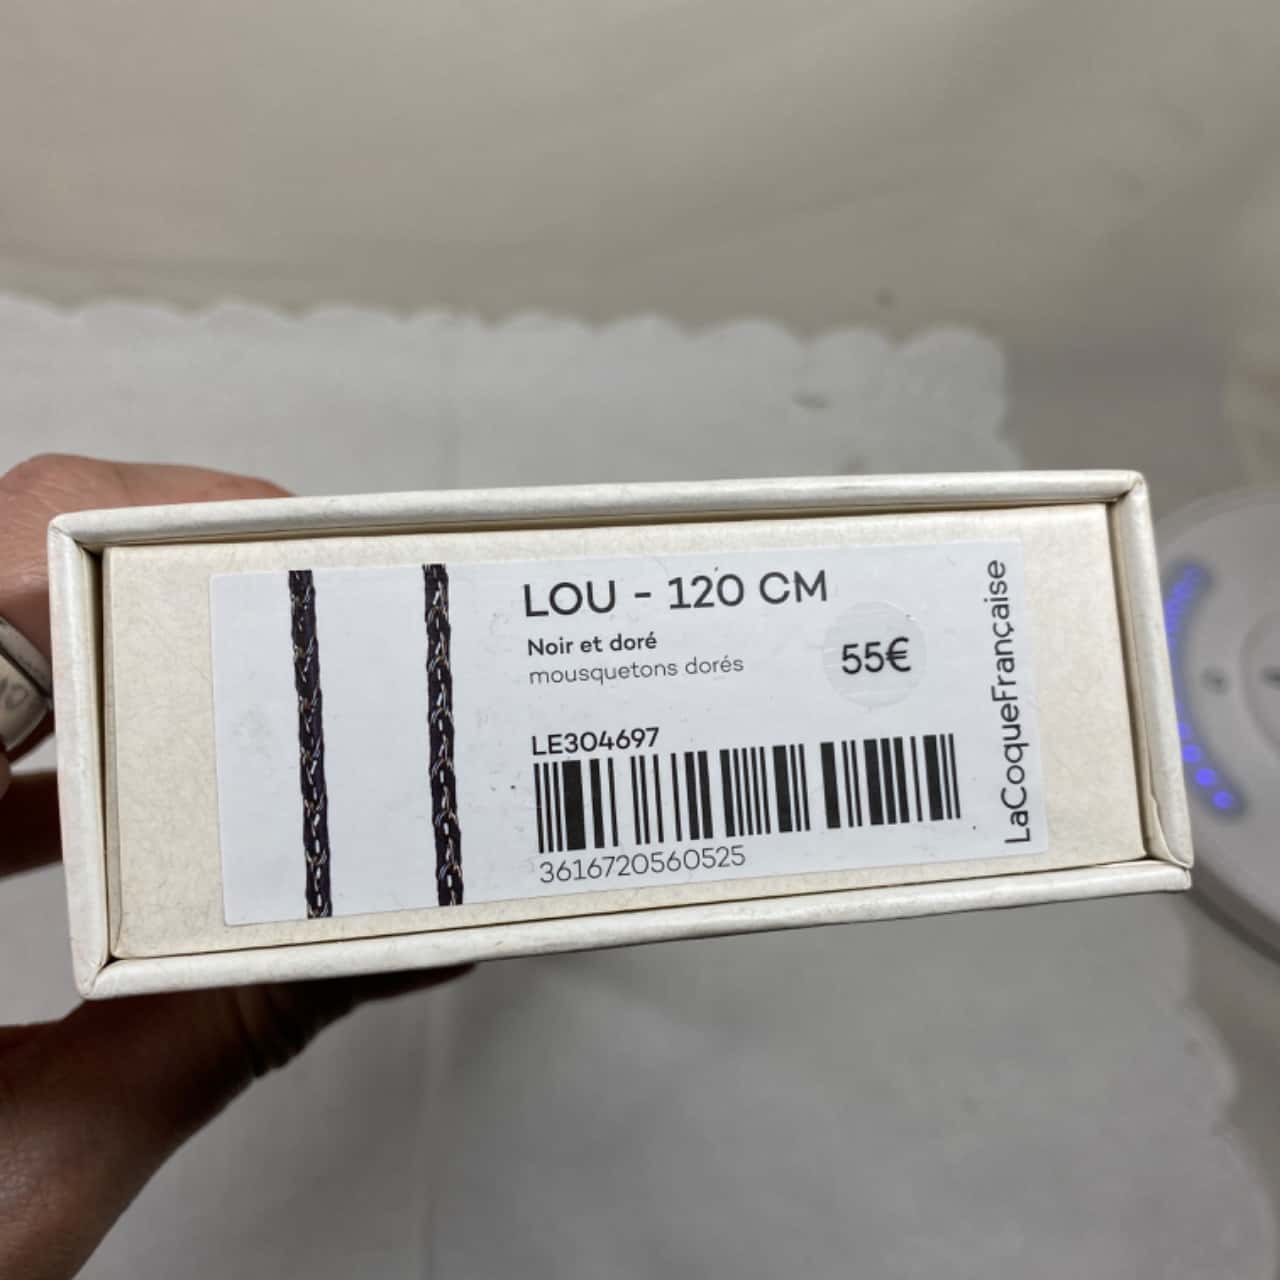 LOU - 120 CM
Noir et doré
mousquetons dorés
55€
LE304697
3616720560525
LaCoqueFrançaise